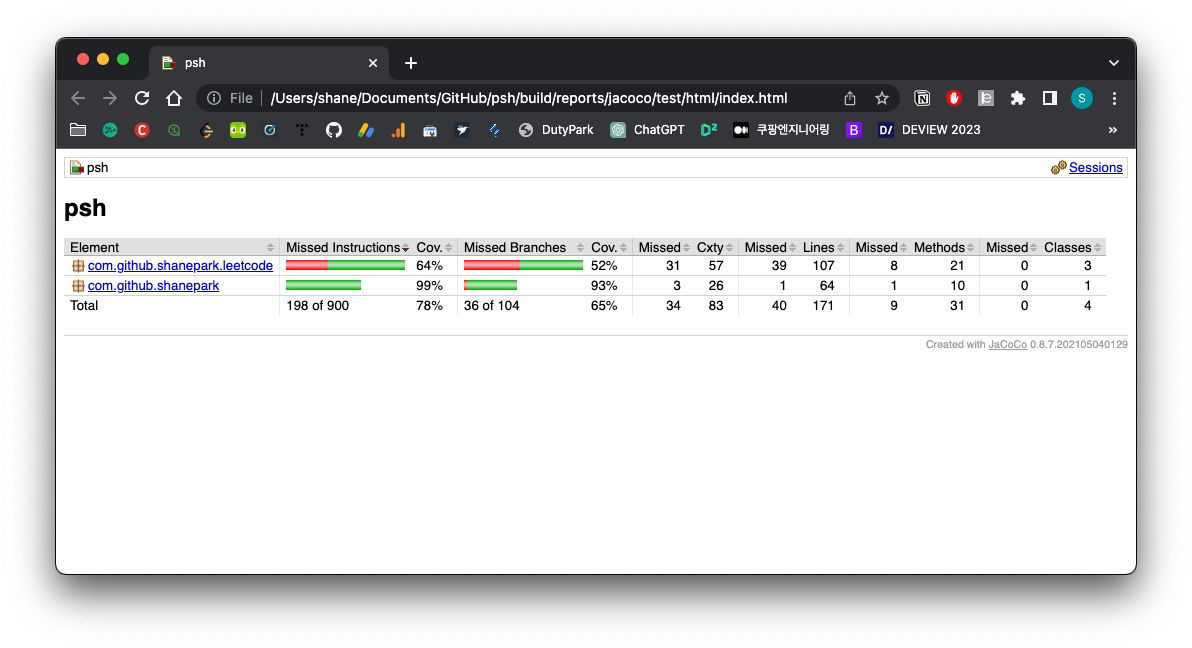 psh
File /Users/shane/Documents/GitHub/psh/build/reports/jacoco/test/html/index.html S
DutyPark ChatGPT 쿠팡엔지니어링 B D/ DEVIEW 2023 »
psh Sessions
psh
Element Missed Instructions Cov. Missed Branches Cov. Missed Cxty Missed Lines Missed Methods Missed Classes
com.github.shanepark.leetcode 64% 52% 31 57 39 107 8 21 0 3
com.github.shanepark 99% 93% 3 26 1 64 1 10 0 1
Total 198 of 900 78% 36 of 104 65% 34 83 40 171 9 31 0 4
Created with JaCoCo 0.8.7.202105040129